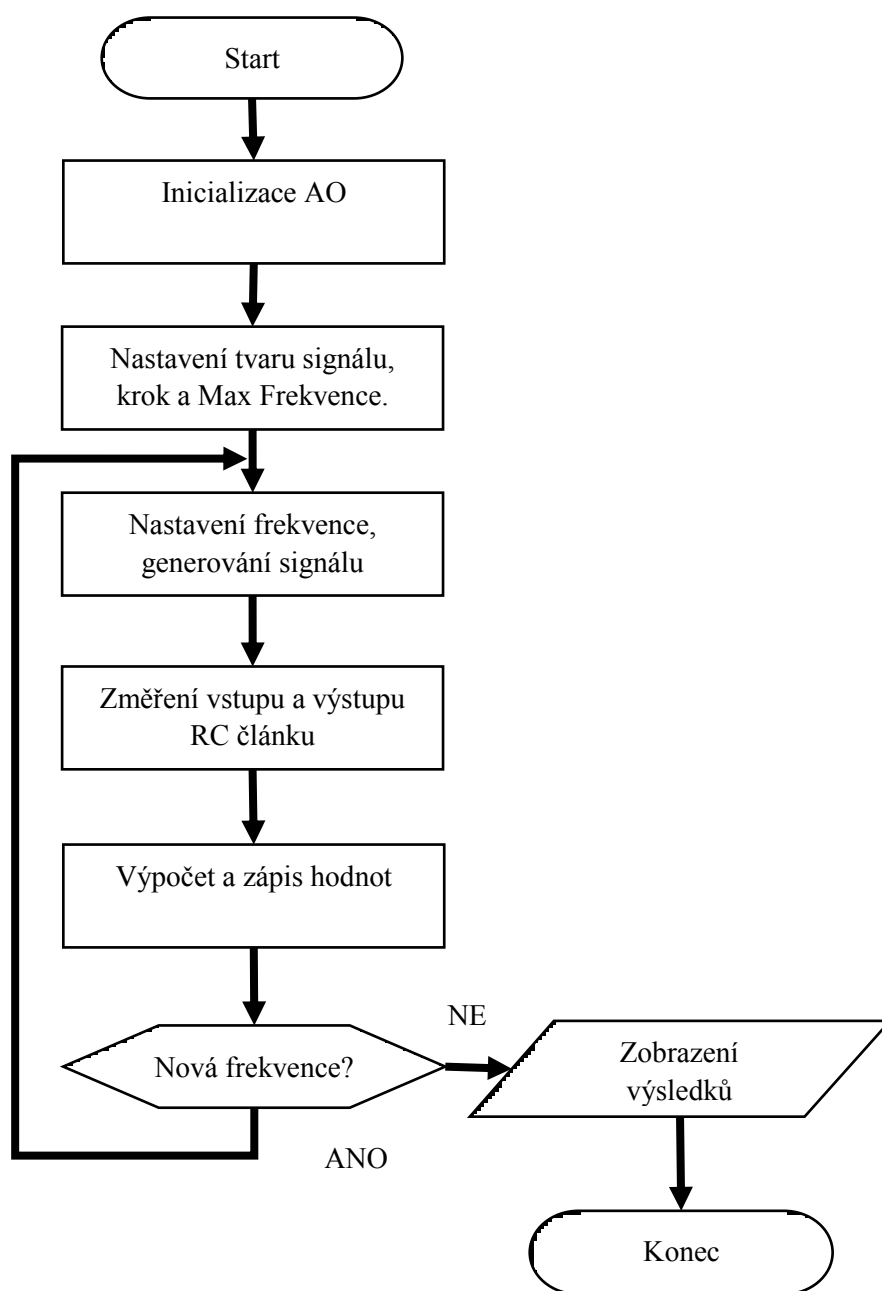 Start
Inicializace AO
Nastavení tvaru signálu,
krok a Max Frekvence.
Nastavení frekvence,
generování signálu
Změření vstupu a výstupu
RC článku
Výpočet a zápis hodnot
Nová frekvence?
NE
ANO
Zobrazení
výsledků
Konec